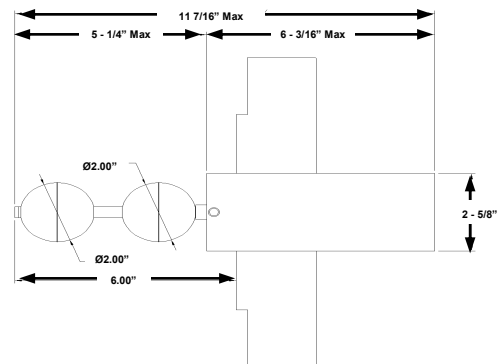 11 7/16” Max
5 - 1/4” Max
6 - 3/16” Max
Ø2.00”
2 - 5/8”
Ø2.00”
6.00”